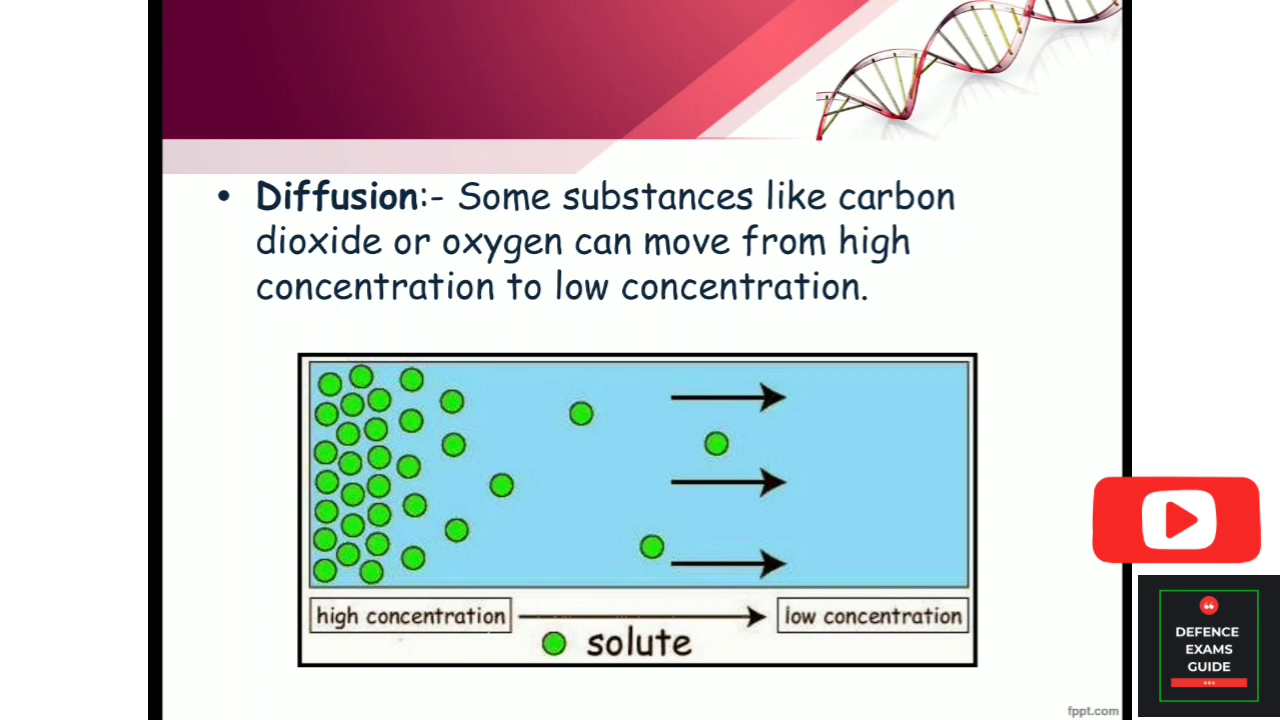 • Diffusion:- Some substances like carbon
dioxide or oxygen can move from high
concentration to low concentration.
high concentration
low concentration
solute
DEFENCE
EXAMS
GUIDE
fppt.com